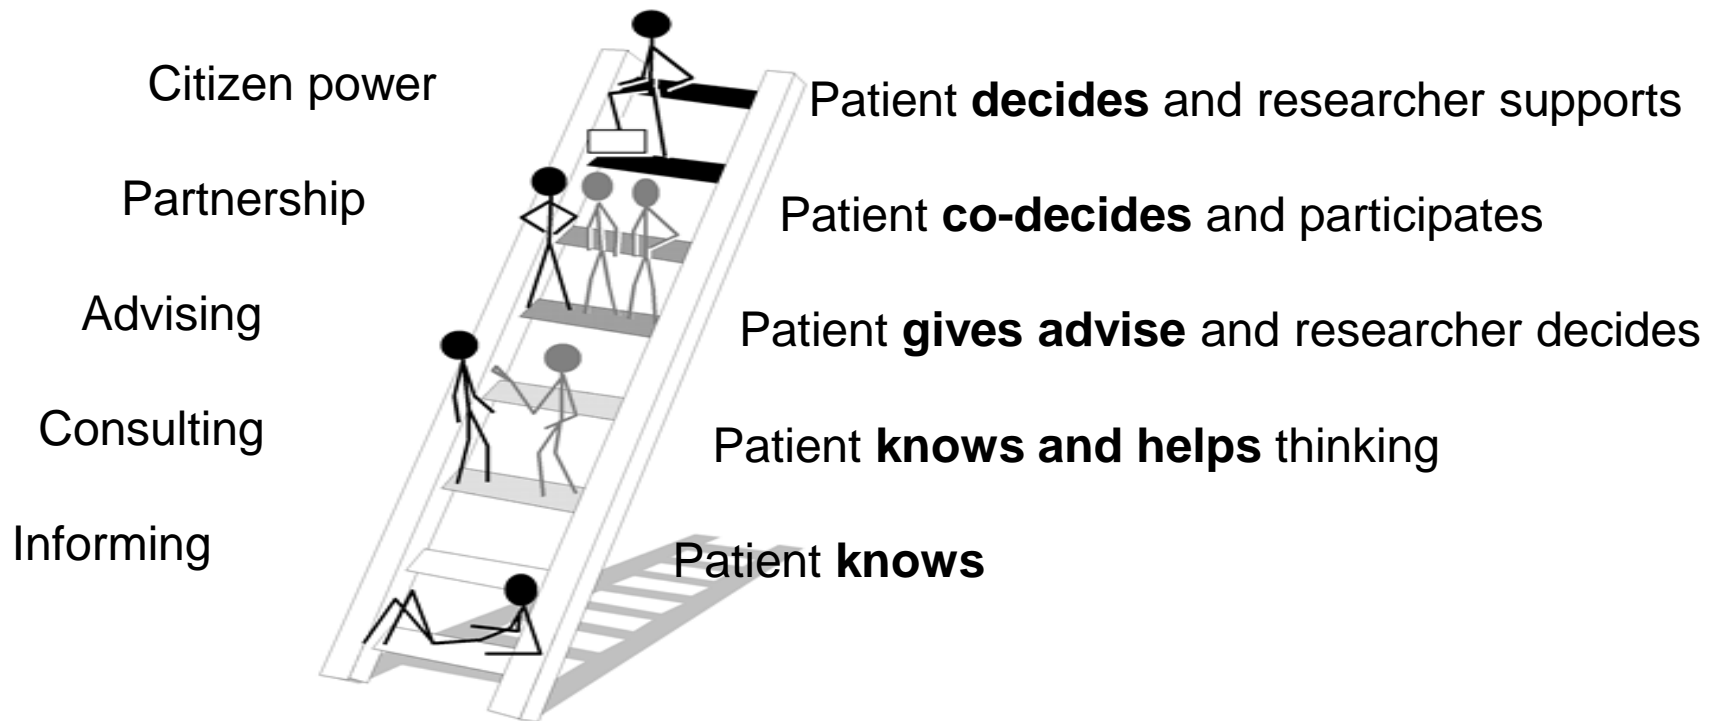 Citizen power
Patient decides and researcher supports
Partnership
Patient co-decides and participates
Advising
Patient gives advise and researcher decides
Consulting
Patient knows and helps thinking
Informing
Patient knows